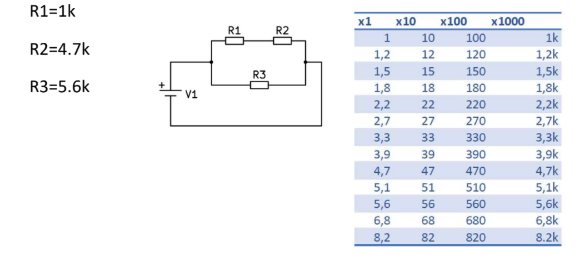 R1=1k
R2=4.7k
R3=5.6k
R1 R2
R3
+
V1
x1 x10 x100 x1000
1 10 100 1k
1,2 12 120 1,2k
1,5 15 150 1,5k
1,8 18 180 1,8k
2,2 22 220 2,2k
2,7 27 270 2,7k
3,3 33 330 3,3k
3,9 39 390 3,9k
4,7 47 470 4,7k
5,1 51 510 5,1k
5,6 56 560 5,6k
6,8 68 680 6,8k
8,2 82 820 8.2k